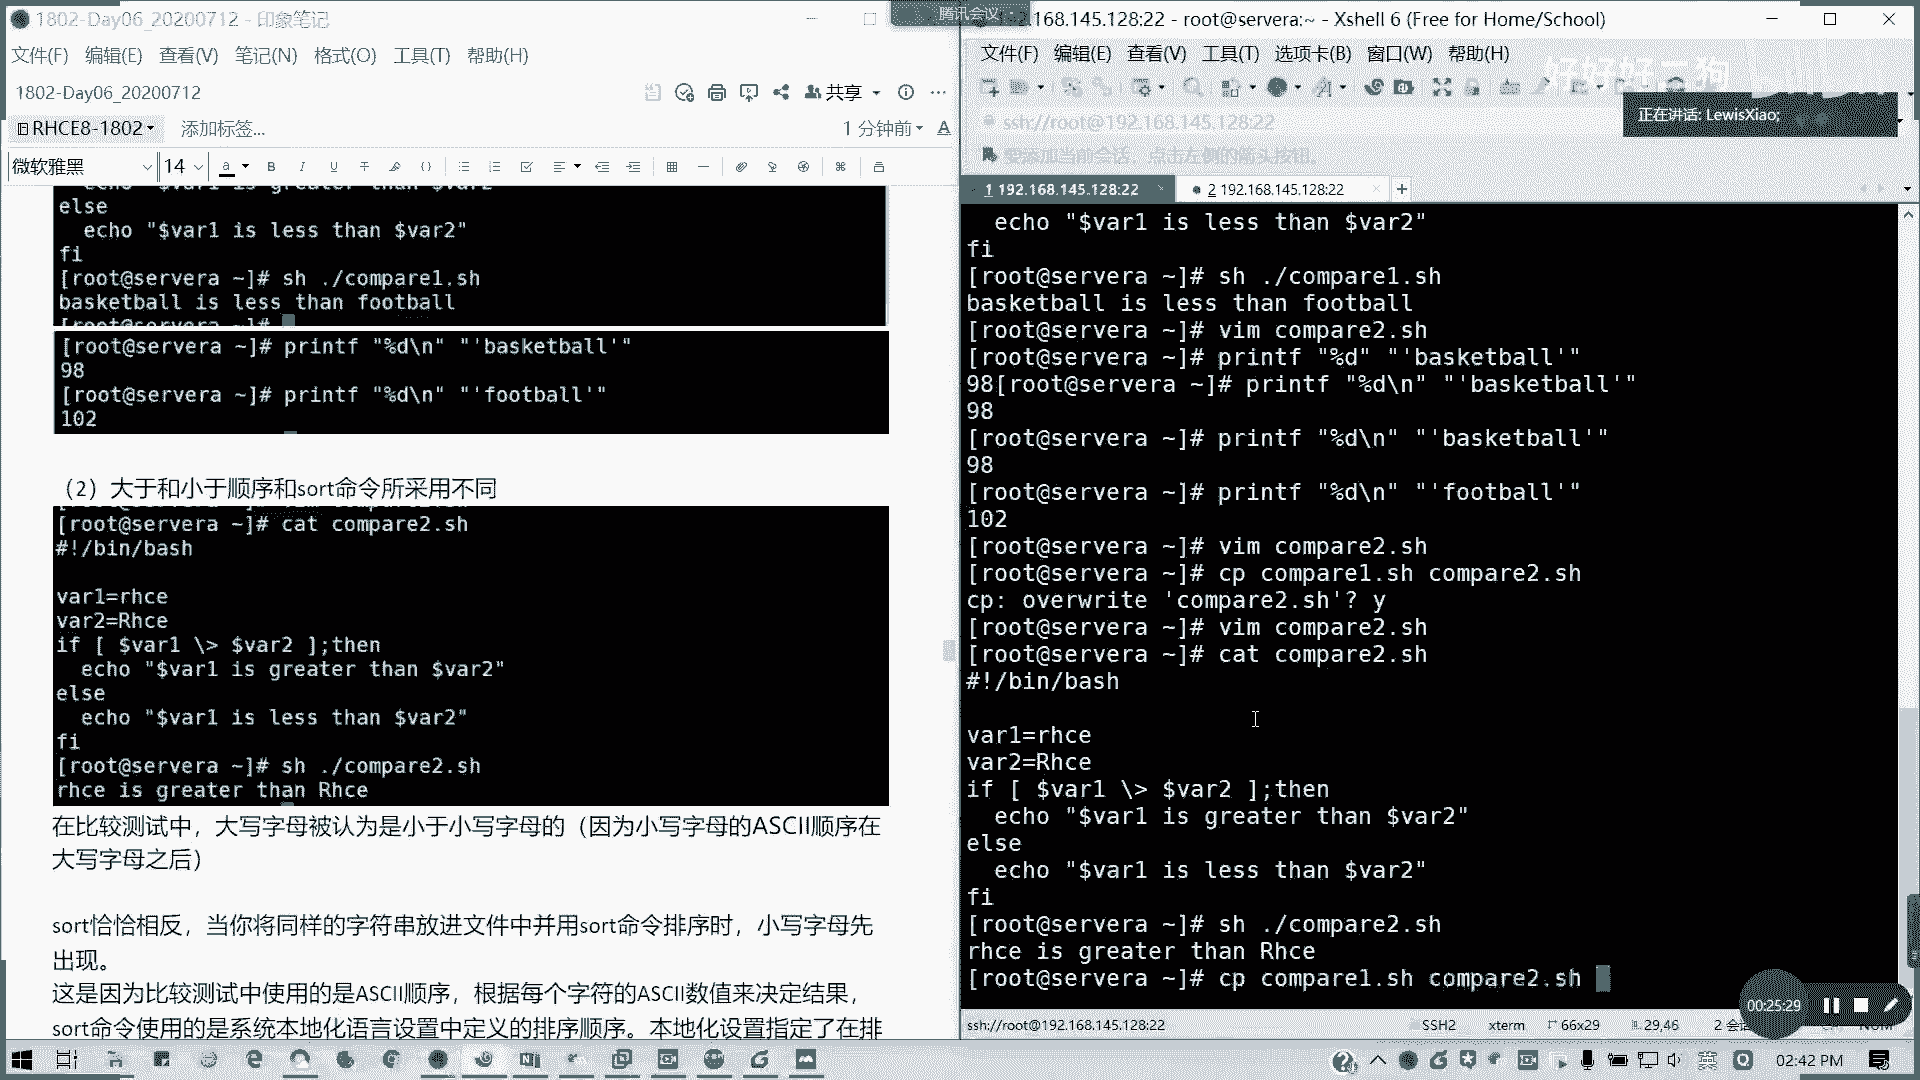 1802-Day06_20200712 - 印象笔记
文件(F) 编辑(E) 查看(V) 笔记(N) 格式(O) 工具(T) 帮助(H)
1802-Day06_20200712
共享
RHCE8-1802
添加标签...
1 分钟前
微软雅黑 14
else
  echo "$var1 is less than $var2"
fi
[root@servera ~]# sh ./compare1.sh
basketball is less than football
[root@servera ~]#
[root@servera ~]# printf "%d\n" "'basketball'"
98
[root@servera ~]# printf "%d\n" "'football'"
102
（2）大于和小于顺序和sort命令所采用不同
[root@servera ~]# cat compare2.sh
#!/bin/bash
var1=rhce
var2=Rhce
if [ $var1 \> $var2 ];then
  echo "$var1 is greater than $var2"
else
  echo "$var1 is less than $var2"
fi
[root@servera ~]# sh ./compare2.sh
rhce is greater than Rhce
在比较测试中，大写字母被认为是小于小写字母的（因为小写字母的ASCII顺序在
大写字母之后）
sort恰恰相反，当你将同样的字符串放进文件中并用sort命令排序时，小写字母先
出现。
这是因为比较测试中使用的是ASCII顺序，根据每个字符的ASCII数值来决定结果，
sort命令使用的是系统本地化语言设置中定义的排序顺序。本地化设置指定了在排
腾讯会议
2.168.145.128:22 - root@servera:~ - Xshell 6 (Free for Home/School)
文件(F) 编辑(E) 查看(V) 工具(T) 选项卡(B) 窗口(W) 帮助(H)
好好好二狗
正在讲话: LewisXiao;
ssh://root@192.168.145.128:22
要添加当前会话，点击左侧的箭头按钮。
1 192.168.145.128:22
2 192.168.145.128:22
  echo "$var1 is less than $var2"
fi
[root@servera ~]# sh ./compare1.sh
basketball is less than football
[root@servera ~]# vim compare2.sh
[root@servera ~]# printf "%d" "'basketball'"
98[root@servera ~]# printf "%d\n" "'basketball'"
98
[root@servera ~]# printf "%d\n" "'basketball'"
98
[root@servera ~]# printf "%d\n" "'football'"
102
[root@servera ~]# vim compare2.sh
[root@servera ~]# cp compare1.sh compare2.sh
cp: overwrite 'compare2.sh'? y
[root@servera ~]# vim compare2.sh
[root@servera ~]# cat compare2.sh
#!/bin/bash
var1=rhce
var2=Rhce
if [ $var1 \> $var2 ];then
  echo "$var1 is greater than $var2"
else
  echo "$var1 is less than $var2"
fi
[root@servera ~]# sh ./compare2.sh
rhce is greater than Rhce
[root@servera ~]# cp compare1.sh compare2.sh
00:25:29
ssh://root@192.168.145.128:22 SSH2 xterm 66x29 29,46 2 会 NUM
英 02:42 PM